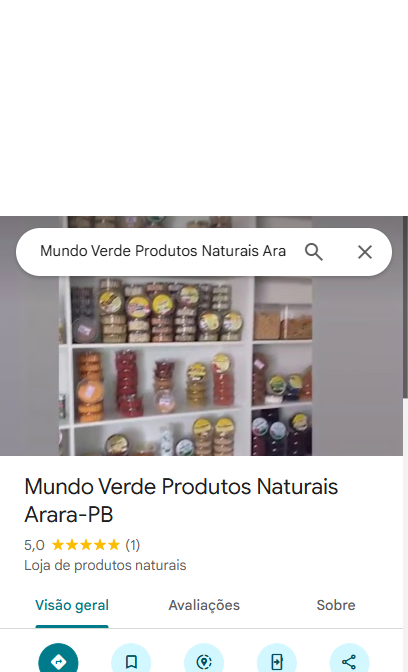 Mundo Verde Produtos Naturais Ara
Mundo Verde Produtos Naturais
Arara-PB
5,0 ★★★★★ (1)
Loja de produtos naturais
Visão geral
Avaliações
Sobre